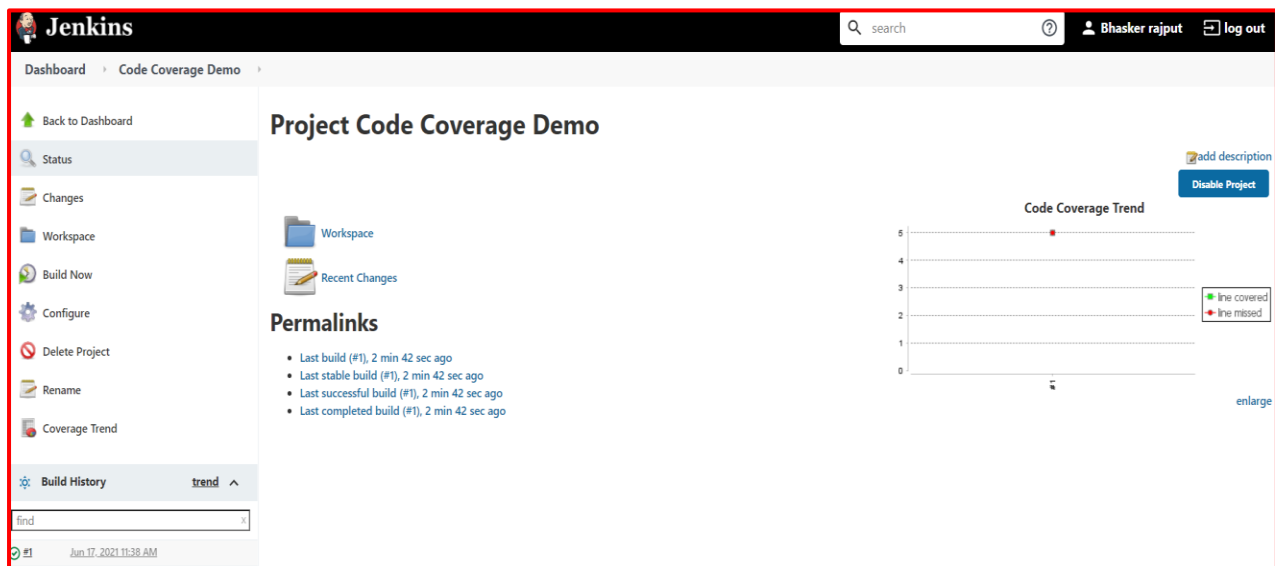 Jenkins
search
Bhasker rajput
log out
Dashboard
Code Coverage Demo
Back to Dashboard
Status
Changes
Workspace
Build Now
Configure
Delete Project
Rename
Coverage Trend
Build History
trend
find
x
#1
Jun 17, 2021 11:38 AM
Project Code Coverage Demo
add description
Disable Project
Workspace
Recent Changes
Permalinks
Last build (#1), 2 min 42 sec ago
Last stable build (#1), 2 min 42 sec ago
Last successful build (#1), 2 min 42 sec ago
Last completed build (#1), 2 min 42 sec ago
Code Coverage Trend
5
4
3
2
1
0
#1
line covered
line missed
enlarge